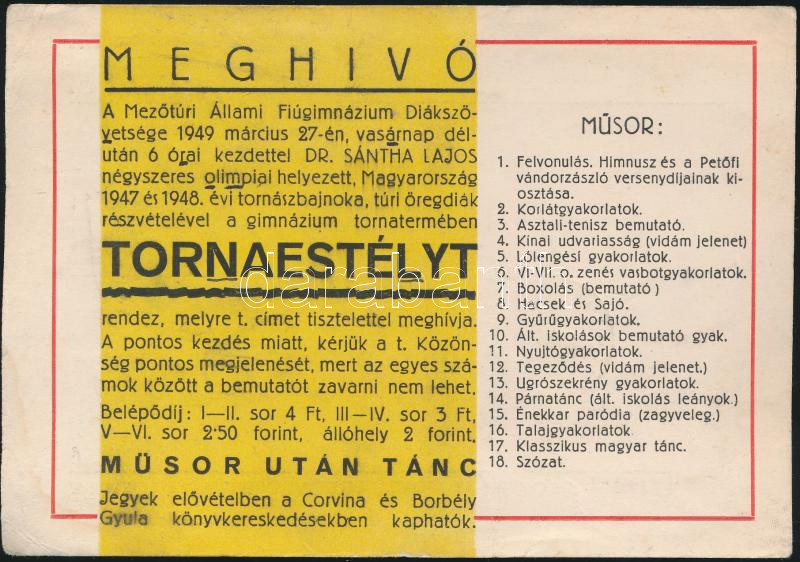 MEGHIVÓ
A Mezőtúri Állami Fiúgimnázium Diákszö-
vetsége 1949 március 27-én, vasárnap dél-
után 6 órai kezdettel DR. SÁNTHA LAJOS
négyszeres olimpiai helyezett, Magyarország
1947 és 1948. évi tornászbajnoka, túri öregdiák
részvételével a gimnázium tornatermében
TORNAESTÉLYT
rendez, melyre t. címet tisztelettel meghívja.
A pontos kezdés miatt, kérjük a t. Közön-
ség pontos megjelenését, mert az egyes szá-
mok között a bemutatót zavarni nem lehet.
Belépődíj: I—II. sor 4 Ft, III—IV. sor 3 Ft,
V—VI. sor 2·50 forint, állóhely 2 forint.
MŰSOR UTÁN TÁNC
Jegyek elővételben a Corvina és Borbély
Gyula könyvkereskedésekben kaphatók.
MŰSOR:
1. Felvonulás. Himnusz és a Petőfi
vándorzászló versenydíjainak ki-
osztása.
2. Korlátgyakorlatok.
3. Asztali-tenisz bemutató.
4. Kinai udvariasság (vidám jelenet)
5. Lólengési gyakorlatok.
6. VI-VII. o. zenés vasbotgyakorlatok.
7. Boxolás (bemutató)
8. Hacsek és Sajó.
9. Gyűrűgyakorlatok.
10. Ált. iskolások bemutató gyak.
11. Nyujtógyakorlatok.
12. Tegeződés (vidám jelenet.)
13. Ugrószekrény gyakorlatok.
14. Párnatánc (ált. iskolás leányok.)
15. Énekkar paródia (zagyveleg.)
16. Talajgyakorlatok.
17. Klasszikus magyar tánc.
18. Szózat.
darabanth